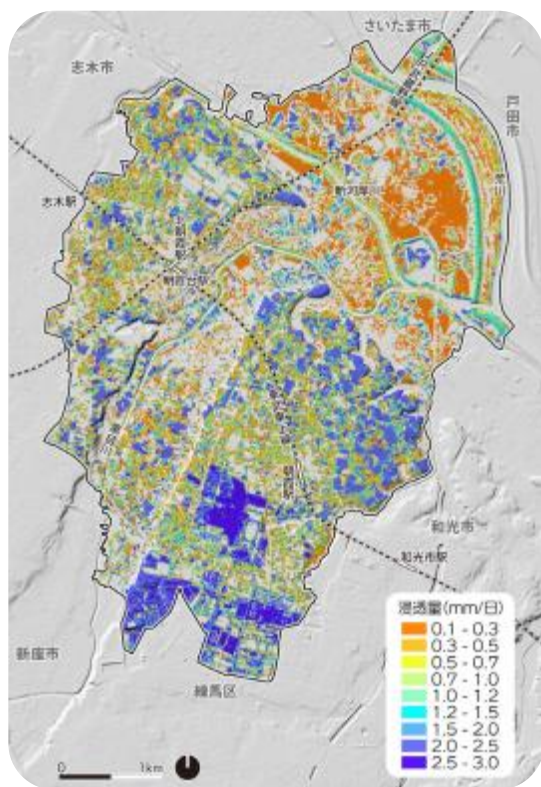 さいたま市
志木市
戸田市
荒川
志木駅
新河岸川
北朝霞駅
朝霞台駅
和光市
和光市駅
新座市
練馬区
浸透量(mm/日)
0.1 - 0.3
0.3 - 0.5
0.5 - 0.7
0.7 - 1.0
1.0 - 1.2
1.2 - 1.5
1.5 - 2.0
2.0 - 2.5
2.5 - 3.0
0 1km